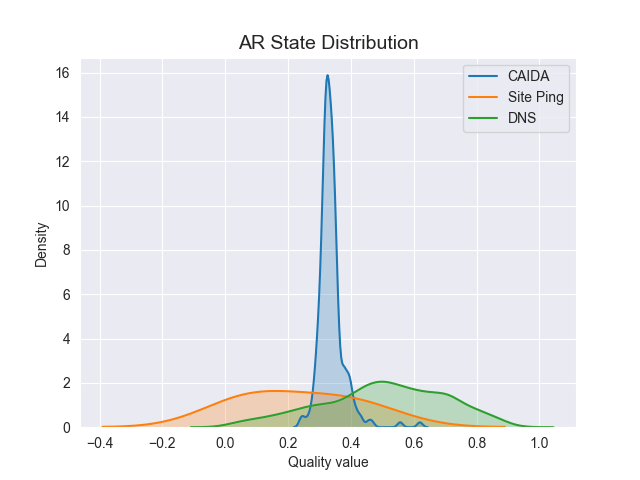 AR State Distribution
CAIDA
Site Ping
DNS
Density
16
14
12
10
8
6
4
2
0
−0.4 −0.2 0.0 0.2 0.4 0.6 0.8 1.0
Quality value